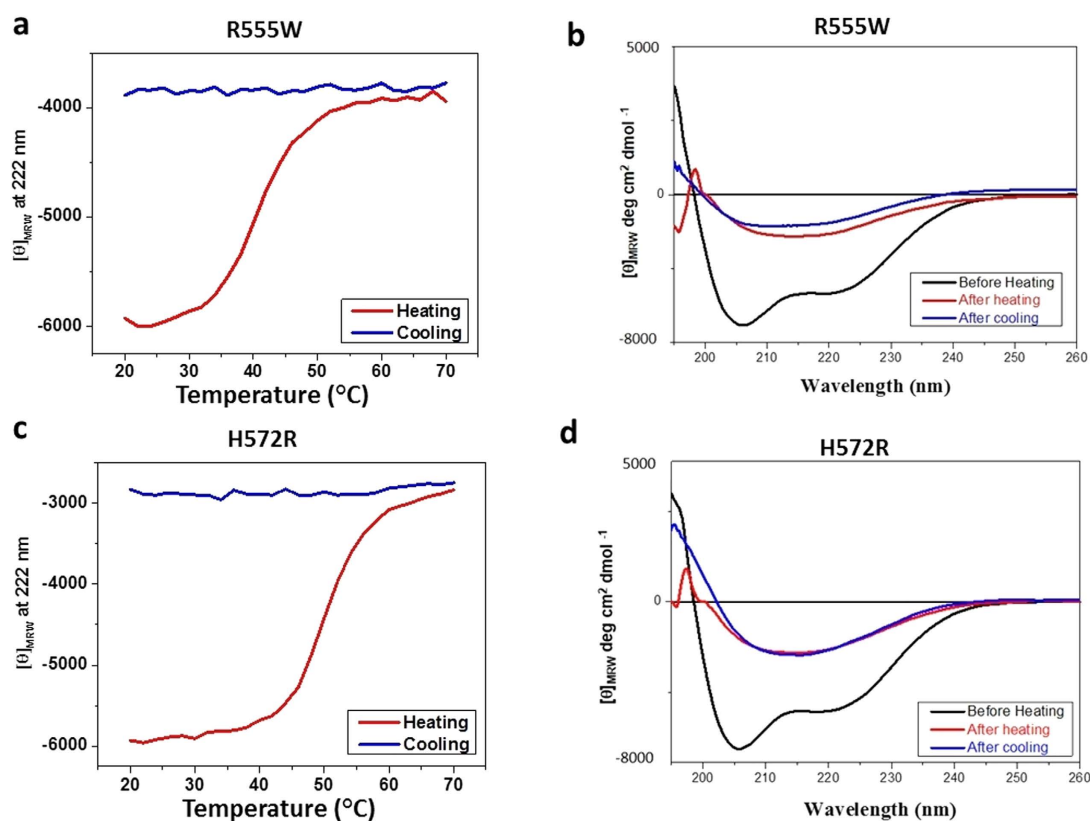 a
R555W
-4000
-5000
-6000
[θ]MRW at 222 nm
20 30 40 50 60 70
Temperature (°C)
Heating
Cooling
b
R555W
5000
0
-8000
[θ]MRW deg cm2 dmol -1
200 210 220 230 240 250 260
Wavelength (nm)
Before Heating
After heating
After cooling
c
H572R
-3000
-4000
-5000
-6000
[θ]MRW at 222 nm
20 30 40 50 60 70
Temperature (°C)
Heating
Cooling
d
H572R
5000
0
-8000
[θ]MRW deg cm2 dmol -1
200 210 220 230 240 250 260
Wavelength (nm)
Before Heating
After heating
After cooling